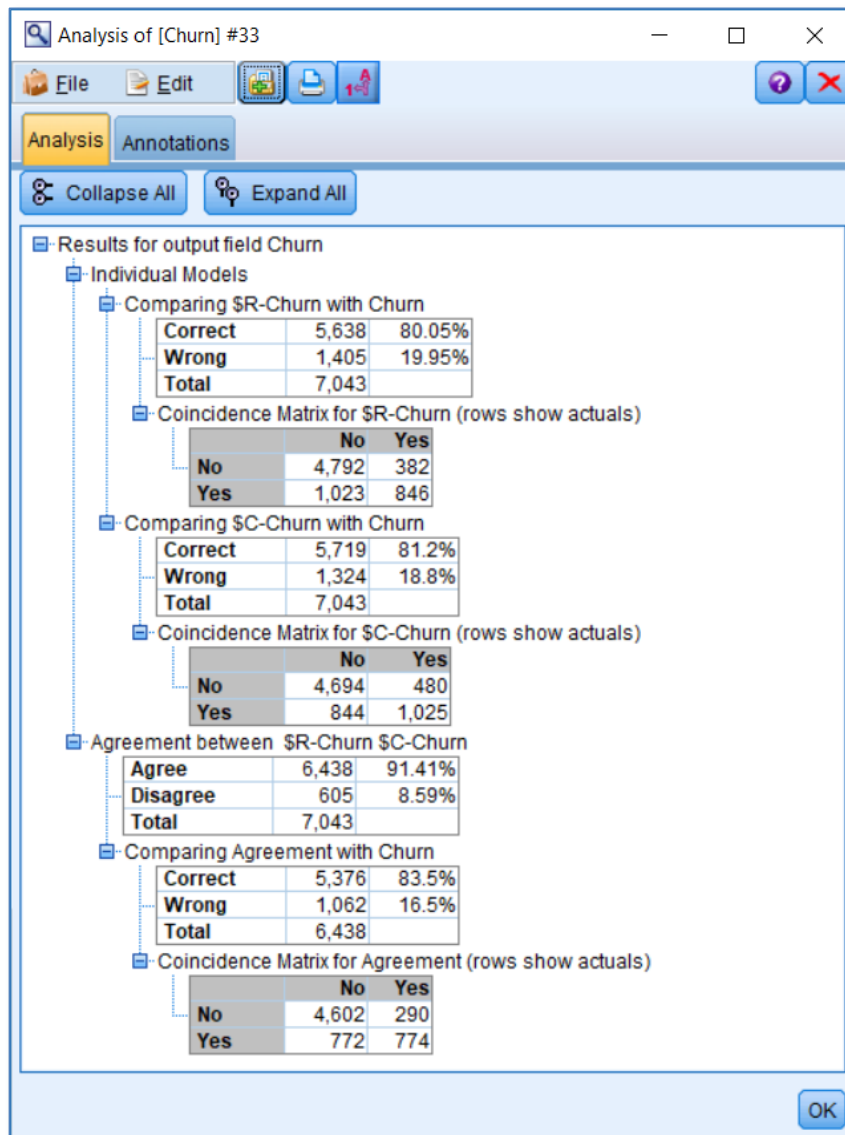 Analysis of [Churn] #33
File Edit
Analysis Annotations
Collapse All Expand All
Results for output field Churn
Individual Models
Comparing $R-Churn with Churn
Correct 5,638 80.05%
Wrong 1,405 19.95%
Total 7,043
Coincidence Matrix for $R-Churn (rows show actuals)
No Yes
No 4,792 382
Yes 1,023 846
Comparing $C-Churn with Churn
Correct 5,719 81.2%
Wrong 1,324 18.8%
Total 7,043
Coincidence Matrix for $C-Churn (rows show actuals)
No Yes
No 4,694 480
Yes 844 1,025
Agreement between $R-Churn $C-Churn
Agree 6,438 91.41%
Disagree 605 8.59%
Total 7,043
Comparing Agreement with Churn
Correct 5,376 83.5%
Wrong 1,062 16.5%
Total 6,438
Coincidence Matrix for Agreement (rows show actuals)
No Yes
No 4,602 290
Yes 772 774
OK